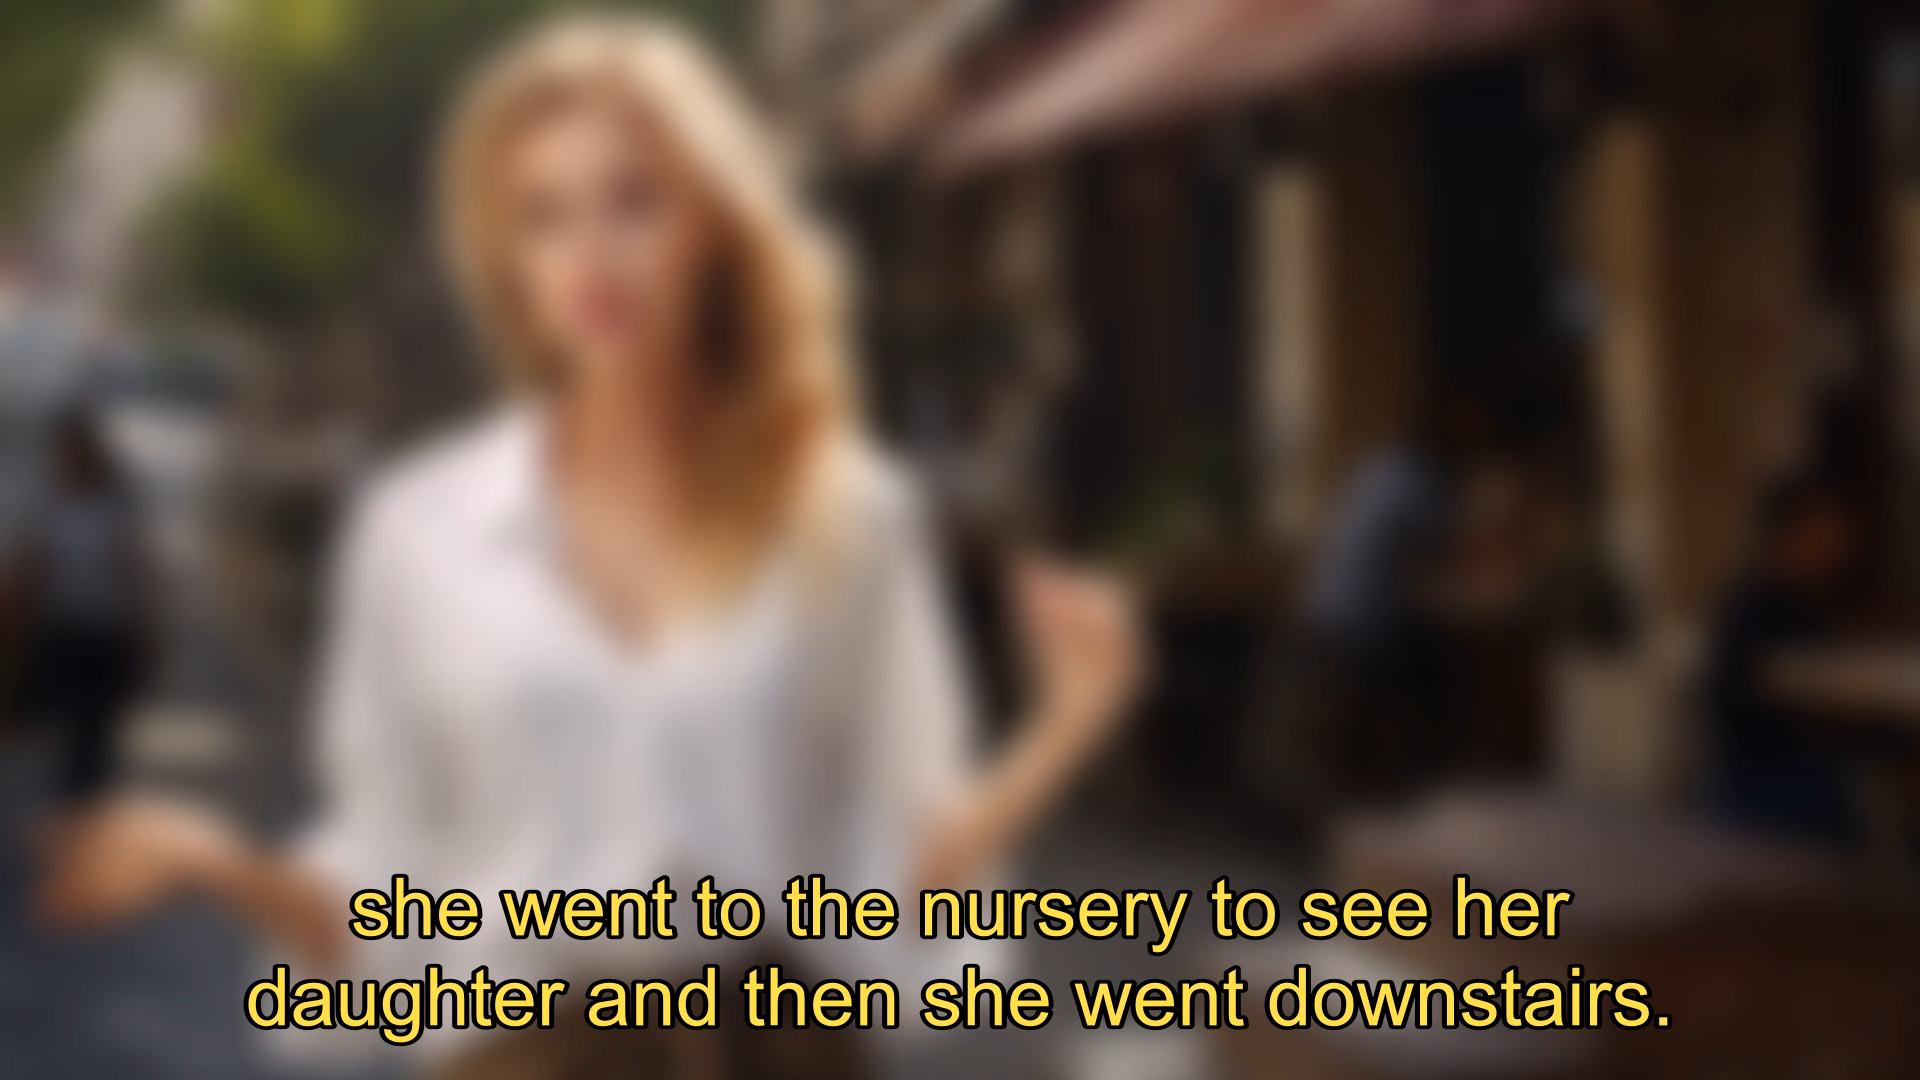 she went to the nursery to see her
daughter and then she went downstairs.